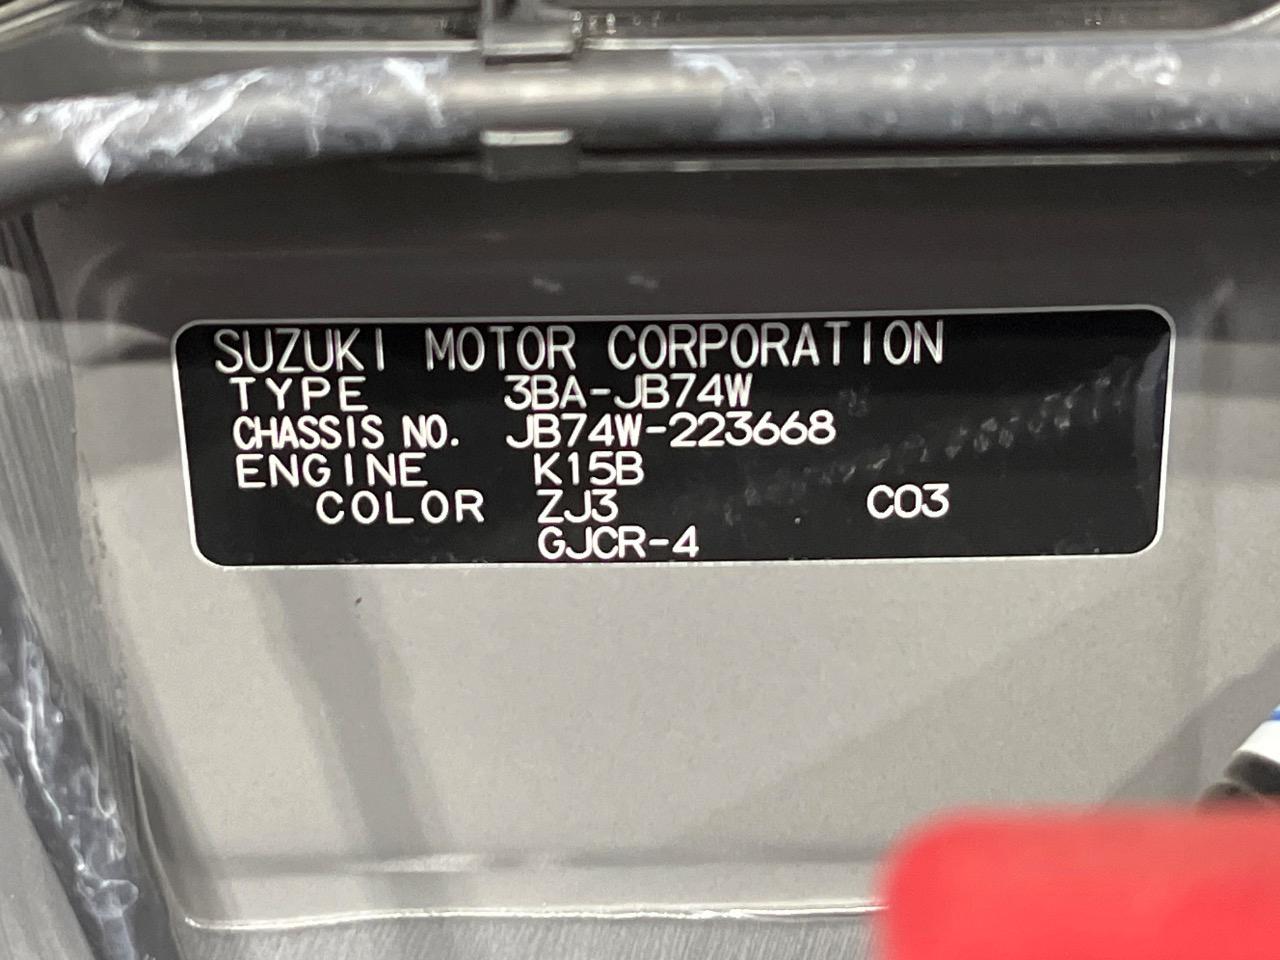 SUZUKI MOTOR CORPORATION
TYPE 3BA-JB74W
CHASSIS NO. JB74W-223668
ENGINE K15B
COLOR ZJ3 C03
GJCR-4